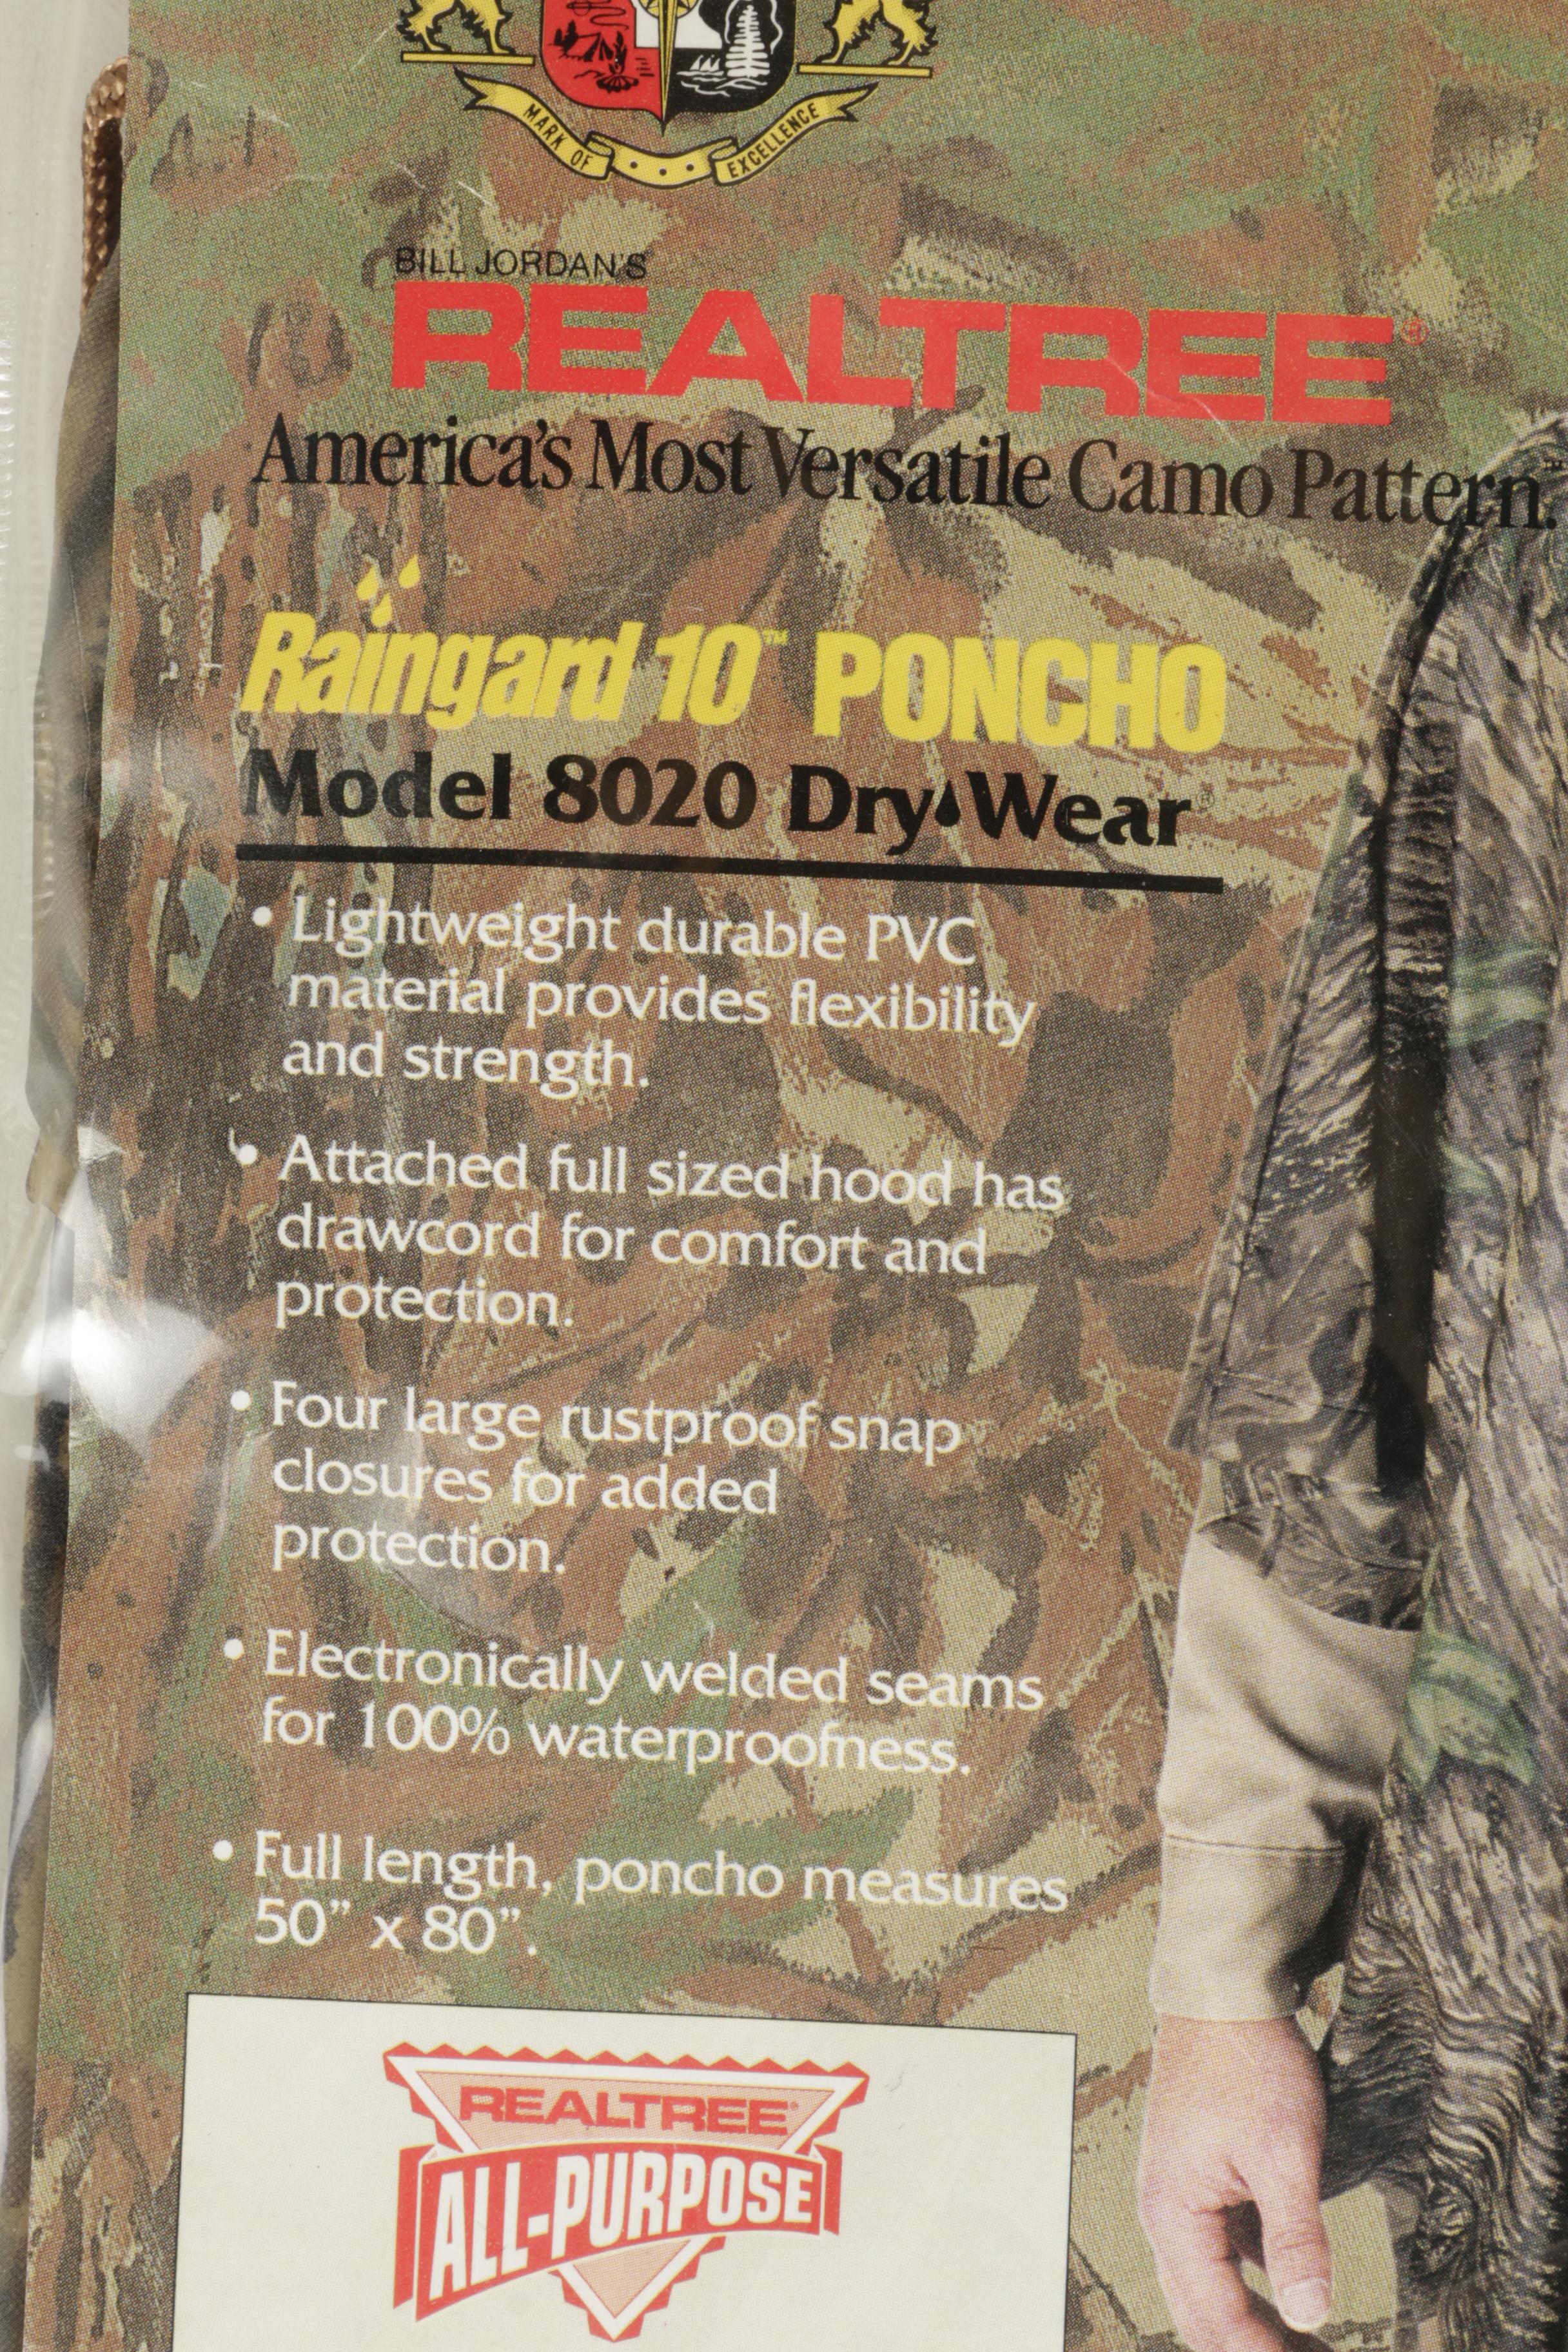 MARK OF EXCELLENCE
BILL JORDAN'S
REALTREE®
America's Most Versatile Camo Pattern.
Raingard 10™ PONCHO
Model 8020 Dry Wear®
• Lightweight durable PVC
material provides flexibility
and strength.
• Attached full sized hood has
drawcord for comfort and
protection.
• Four large rustproof snap
closures for added
protection.
• Electronically welded seams
for 100% waterproofness.
• Full length, poncho measures
50” x 80”.
REALTREE®
ALL-PURPOSE